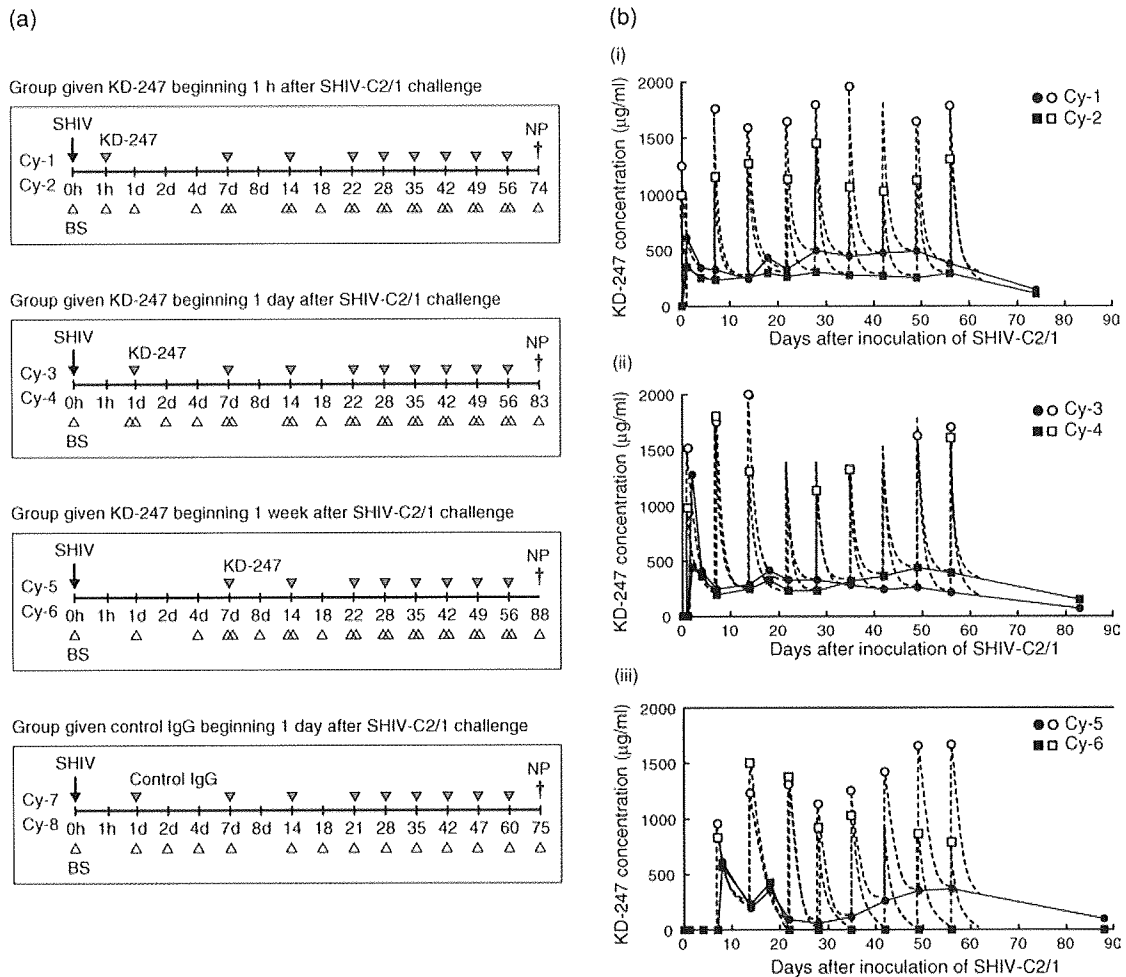 (a)
Group given KD-247 beginning 1 h after SHIV-C2/1 challenge
SHIV
KD-247
NP
†
Cy-1
Cy-2
0h 1h 1d 2d 4d 7d 8d 14 18 22 28 35 42 49 56 74
BS
Group given KD-247 beginning 1 day after SHIV-C2/1 challenge
SHIV
KD-247
NP
†
Cy-3
Cy-4
0h 1h 1d 2d 4d 7d 8d 14 18 22 28 35 42 49 56 83
BS
Group given KD-247 beginning 1 week after SHIV-C2/1 challenge
SHIV
KD-247
NP
†
Cy-5
Cy-6
0h 1h 1d 2d 4d 7d 8d 14 18 22 28 35 42 49 56 88
BS
Group given control IgG beginning 1 day after SHIV-C2/1 challenge
SHIV
Control IgG
NP
†
Cy-7
Cy-8
0h 1h 1d 2d 4d 7d 14 18 21 28 35 42 47 60 75
BS
(b)
(i)
KD-247 concentration (µg/ml)
2000
1500
1000
500
0
Cy-1
Cy-2
0 10 20 30 40 50 60 70 80 90
Days after inoculation of SHIV-C2/1
(ii)
KD-247 concentration (µg/ml)
2000
1500
1000
500
0
Cy-3
Cy-4
0 10 20 30 40 50 60 70 80 90
Days after inoculation of SHIV-C2/1
(iii)
KD-247 concentration (µg/ml)
2000
1500
1000
500
0
Cy-5
Cy-6
0 10 20 30 40 50 60 70 80 90
Days after inoculation of SHIV-C2/1